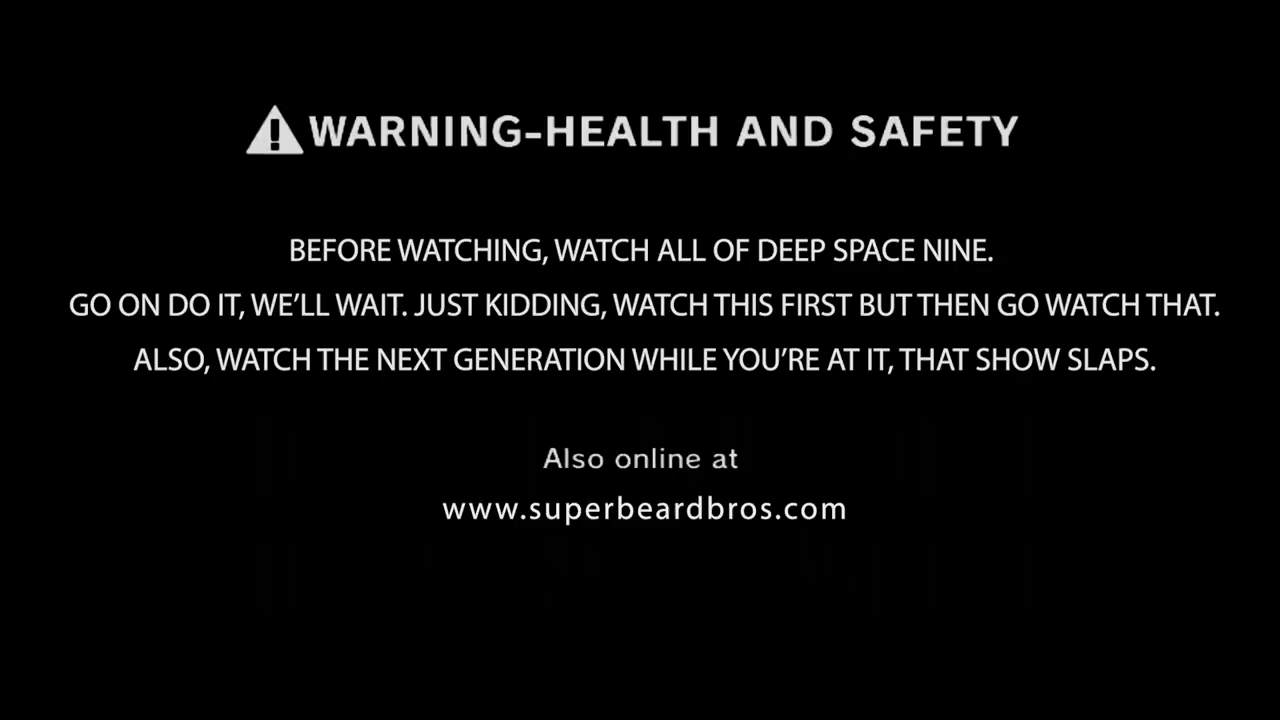 WARNING-HEALTH AND SAFETY
BEFORE WATCHING, WATCH ALL OF DEEP SPACE NINE.
GO ON DO IT, WE'LL WAIT. JUST KIDDING, WATCH THIS FIRST BUT THEN GO WATCH THAT.
ALSO, WATCH THE NEXT GENERATION WHILE YOU'RE AT IT, THAT SHOW SLAPS.
Also online at
www.superbeardbros.com